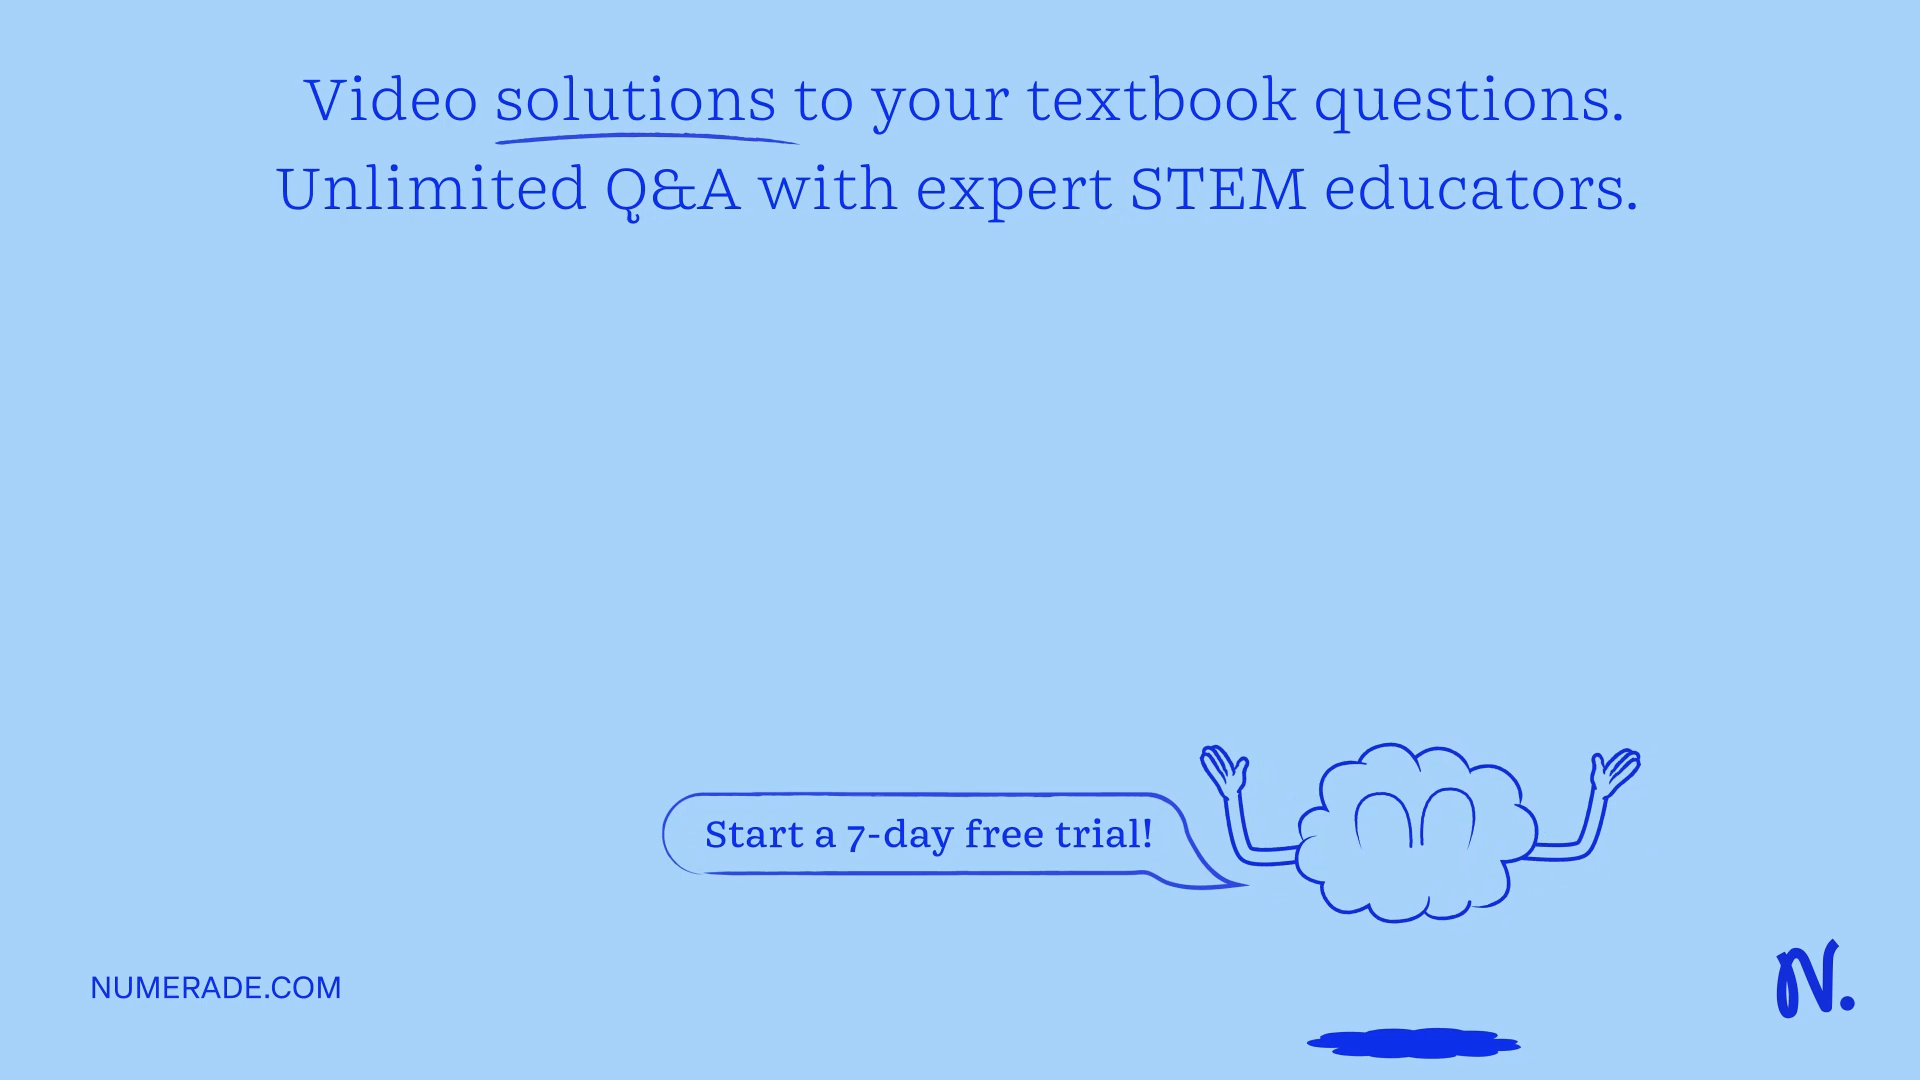 Video solutions to your textbook questions.
Unlimited Q&A with expert STEM educators.
Start a 7-day free trial!
NUMERADE.COM
N.